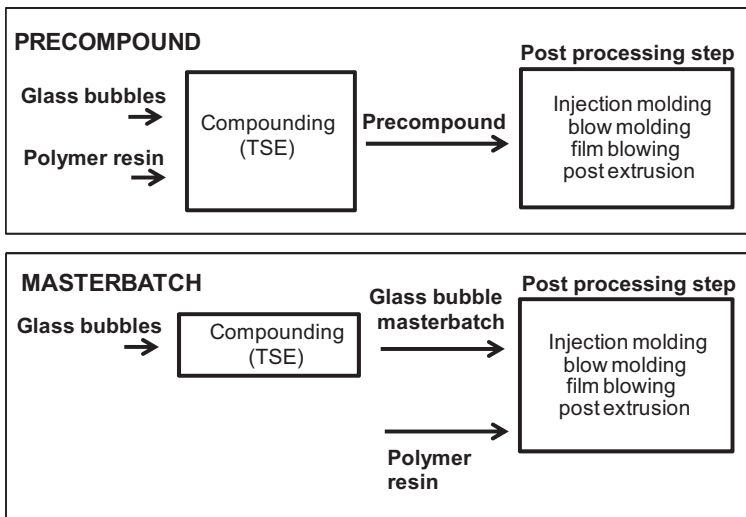 PRECOMPOUND
Glass bubbles
Polymer resin
Compounding
(TSE)
Precompound
Post processing step
Injection molding
blow molding
film blowing
post extrusion
MASTERBATCH
Glass bubbles
Compounding
(TSE)
Glass bubble
masterbatch
Polymer
resin
Post processing step
Injection molding
blow molding
film blowing
post extrusion